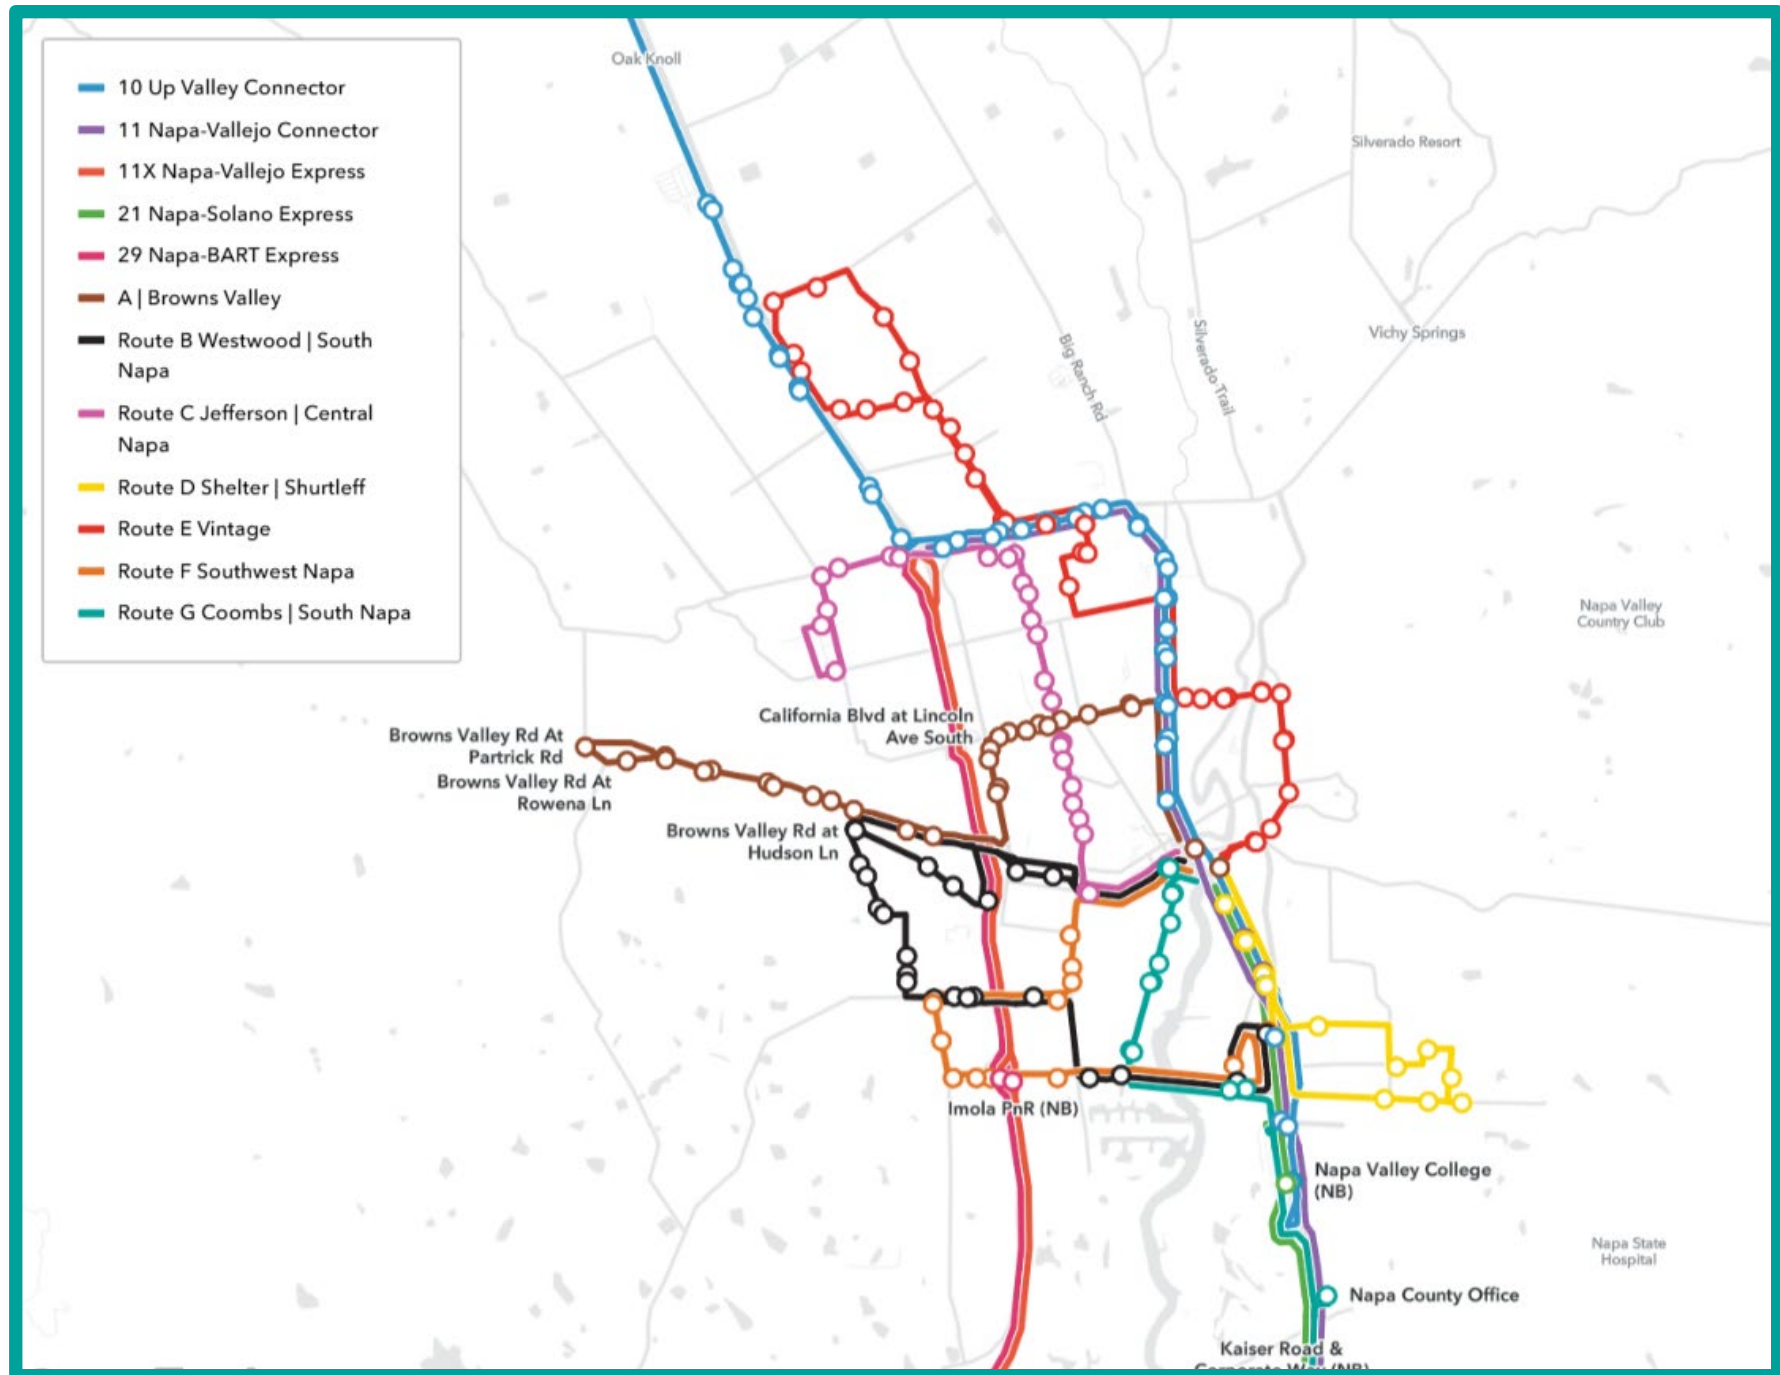 10 Up Valley Connector
11 Napa-Vallejo Connector
11X Napa-Vallejo Express
21 Napa-Solano Express
29 Napa-BART Express
A | Browns Valley
Route B Westwood | South
Napa
Route C Jefferson | Central
Napa
Route D Shelter | Shurtleff
Route E Vintage
Route F Southwest Napa
Route G Coombs | South Napa
Oak Knoll
Silverado Resort
Vichy Springs
Big Ranch Rd
Silverado Trail
Napa Valley
Country Club
California Blvd at Lincoln
Ave South
Browns Valley Rd At
Partrick Rd
Browns Valley Rd At
Rowena Ln
Browns Valley Rd at
Hudson Ln
Imola PnR (NB)
Napa Valley College
(NB)
Napa State
Hospital
Napa County Office
Kaiser Road &
Corporate Way (NB)